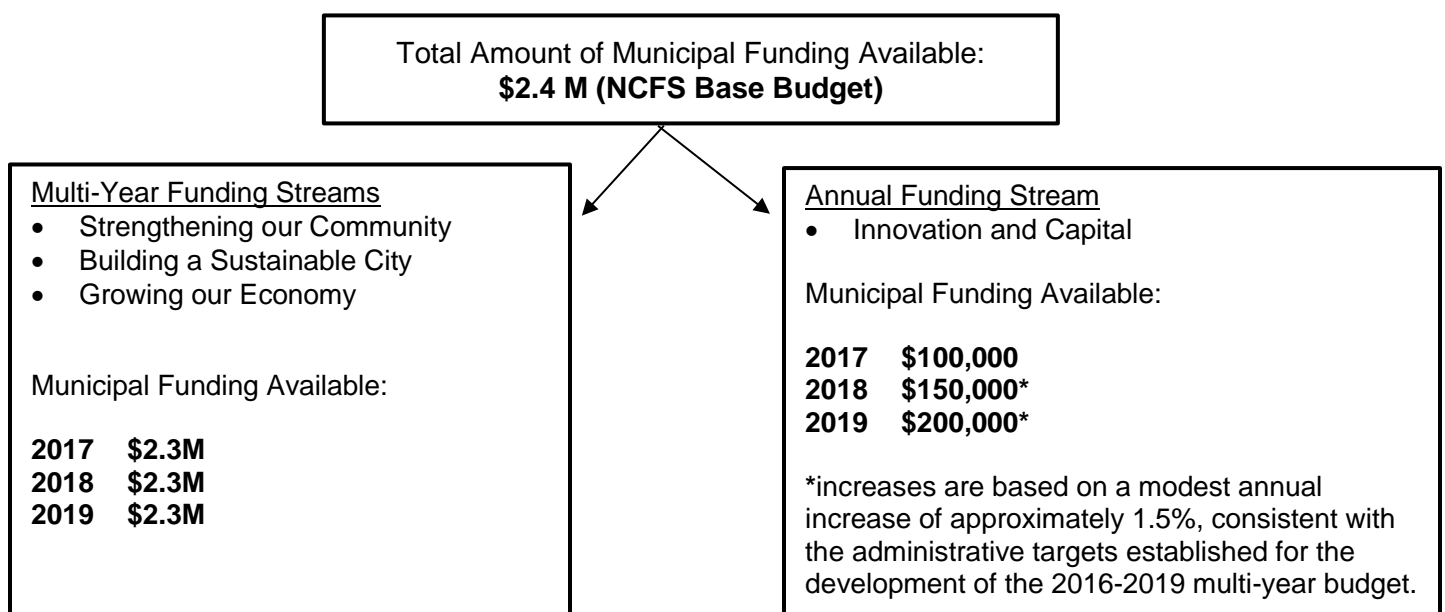 Total Amount of Municipal Funding Available:
$2.4 M (NCFS Base Budget)
Multi-Year Funding Streams
• Strengthening our Community
• Building a Sustainable City
• Growing our Economy
Municipal Funding Available:
2017 $2.3M
2018 $2.3M
2019 $2.3M
Annual Funding Stream
• Innovation and Capital
Municipal Funding Available:
2017 $100,000
2018 $150,000*
2019 $200,000*
*increases are based on a modest annual
increase of approximately 1.5%, consistent with
the administrative targets established for the
development of the 2016-2019 multi-year budget.